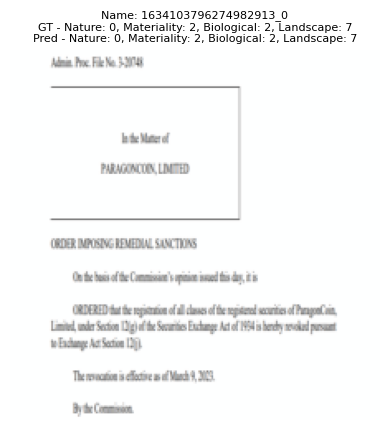 Name: 1634103796274982913_0
GT - Nature: 0, Materiality: 2, Biological: 2, Landscape: 7
Pred - Nature: 0, Materiality: 2, Biological: 2, Landscape: 7
Admin. Proc. File No. 3-20748
In the Matter of
PARAGONCOIN, LIMITED
ORDER IMPOSING REMEDIAL SANCTIONS
On the basis of the Commission's opinion issued this day, it is
ORDERED that the registration of all classes of the registered securities of ParagonCoin,
Limited, under Section 12(g) of the Securities Exchange Act of 1934 is hereby revoked pursuant
to Exchange Act Section 12(j).
The revocation is effective as of March 9, 2023.
By the Commission.